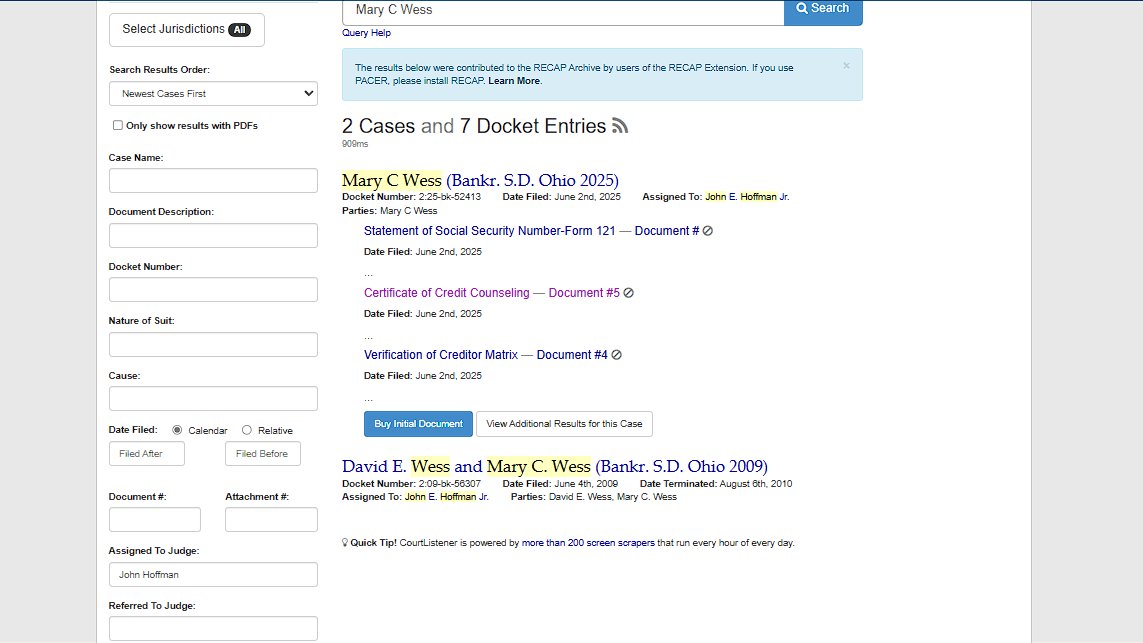 Select Jurisdictions All
Search Results Order:
Newest Cases First
Only show results with PDFs
Case Name:
Document Description:
Docket Number:
Nature of Suit:
Cause:
Date Filed: Calendar Relative
Filed After Filed Before
Document #: Attachment #:
Assigned To Judge:
John Hoffman
Referred To Judge:
Mary C Wess
Search
Query Help
The results below were contributed to the RECAP Archive by users of the RECAP Extension. If you use
PACER, please install RECAP. Learn More.
×
2 Cases and 7 Docket Entries
909ms
Mary C Wess (Bankr. S.D. Ohio 2025)
Docket Number: 2:25-bk-52413 Date Filed: June 2nd, 2025 Assigned To: John E. Hoffman Jr.
Parties: Mary C Wess
Statement of Social Security Number-Form 121 — Document #
Date Filed: June 2nd, 2025
...
Certificate of Credit Counseling — Document #5
Date Filed: June 2nd, 2025
...
Verification of Creditor Matrix — Document #4
Date Filed: June 2nd, 2025
...
Buy Initial Document View Additional Results for this Case
David E. Wess and Mary C. Wess (Bankr. S.D. Ohio 2009)
Docket Number: 2:09-bk-56307 Date Filed: June 4th, 2009 Date Terminated: August 6th, 2010
Assigned To: John E. Hoffman Jr. Parties: David E. Wess, Mary C. Wess
Quick Tip! CourtListener is powered by more than 200 screen scrapers that run every hour of every day.